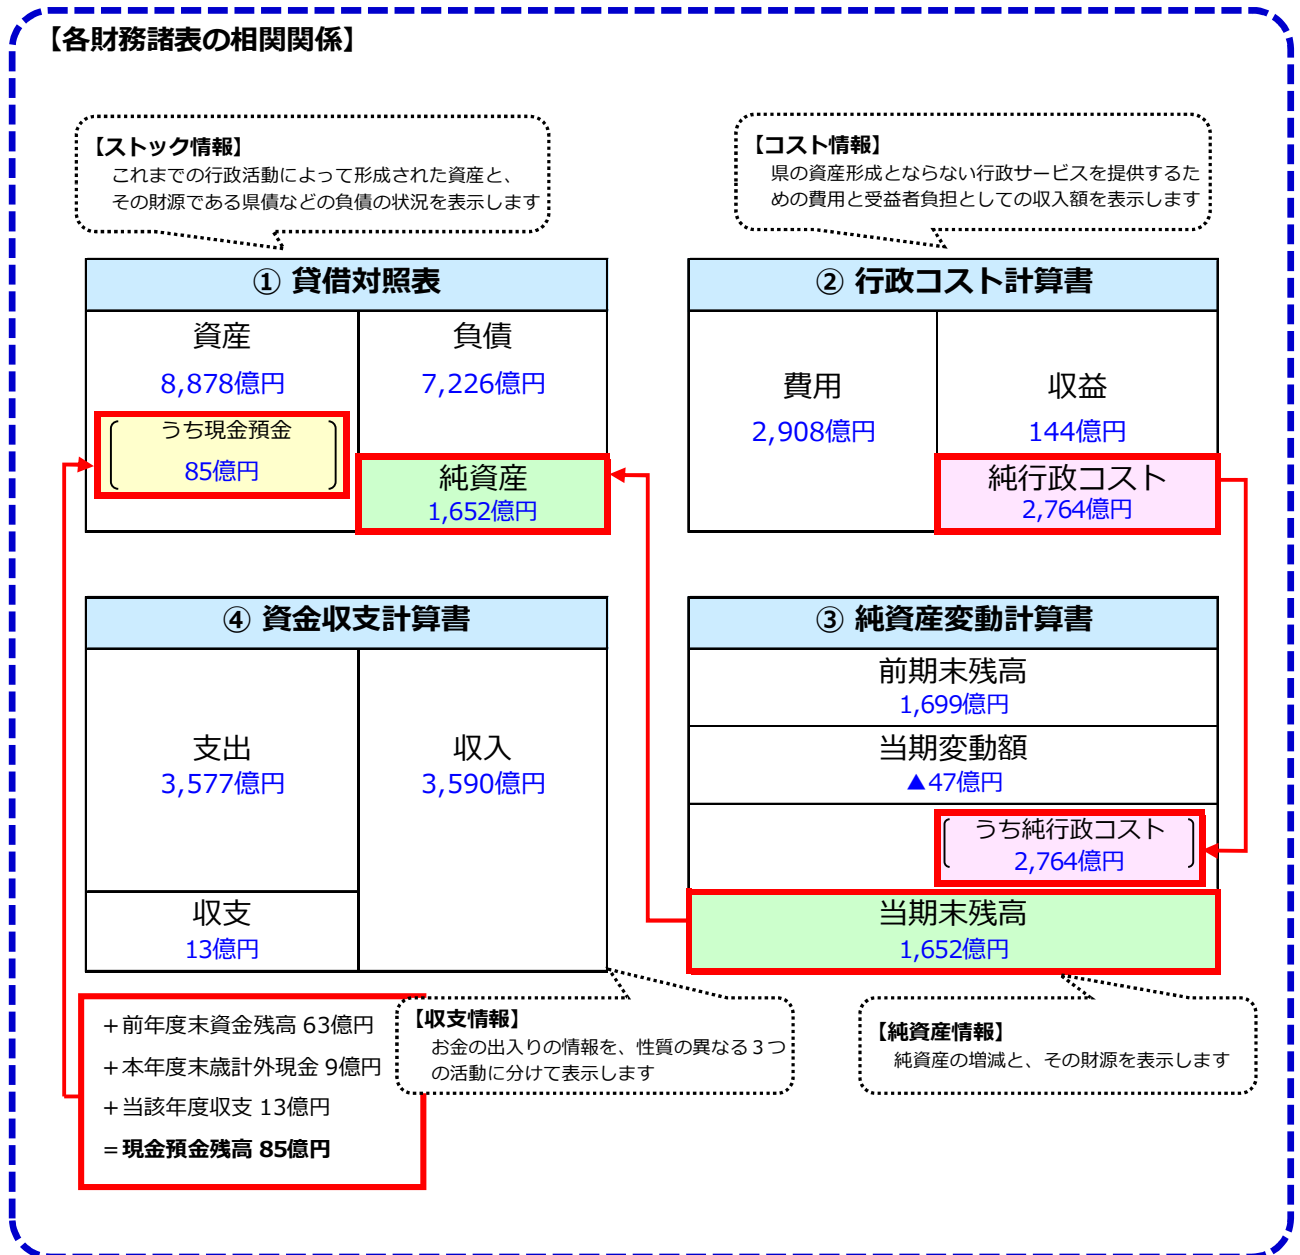 【各財務諸表の相関関係】
【ストック情報】
これまでの行政活動によって形成された資産と、
その財源である県債などの負債の状況を表示します
【コスト情報】
県の資産形成とならない行政サービスを提供するた
めの費用と受益者負担としての収入額を表示します
① 貸借対照表
資産
8,878億円
うち現金預金
85億円
負債
7,226億円
純資産
1,652億円
② 行政コスト計算書
費用
2,908億円
収益
144億円
純行政コスト
2,764億円
④ 資金収支計算書
支出
3,577億円
収入
3,590億円
収支
13億円
③ 純資産変動計算書
前期末残高
1,699億円
当期変動額
▲47億円
うち純行政コスト
2,764億円
当期末残高
1,652億円
＋前年度末資金残高 63億円
＋本年度末歳計外現金 9億円
＋当該年度収支 13億円
＝現金預金残高 85億円
【収支情報】
お金の出入りの情報を、性質の異なる３つ
の活動に分けて表示します
【純資産情報】
純資産の増減と、その財源を表示します